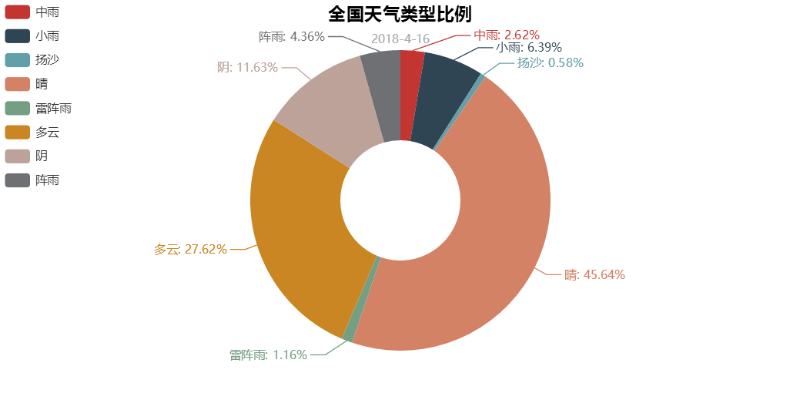 全国天气类型比例
2018-4-16
中雨
小雨
扬沙
晴
雷阵雨
多云
阴
阵雨
中雨: 2.62%
小雨: 6.39%
扬沙: 0.58%
晴: 45.64%
雷阵雨: 1.16%
多云: 27.62%
阴: 11.63%
阵雨: 4.36%